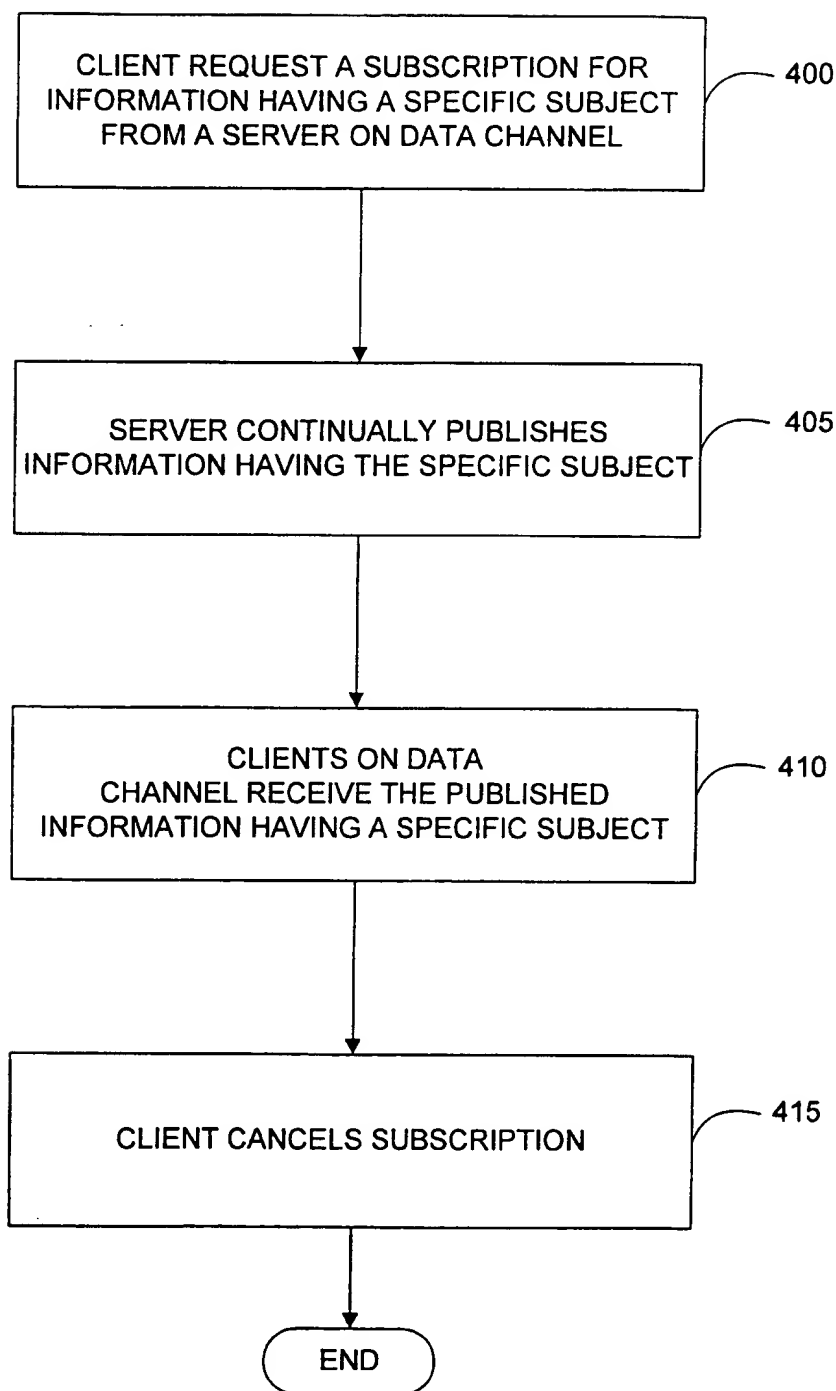 CLIENT REQUEST A SUBSCRIPTION FOR
INFORMATION HAVING A SPECIFIC SUBJECT
FROM A SERVER ON DATA CHANNEL
400
SERVER CONTINUALLY PUBLISHES
INFORMATION HAVING THE SPECIFIC SUBJECT
405
CLIENTS ON DATA
CHANNEL RECEIVE THE PUBLISHED
INFORMATION HAVING A SPECIFIC SUBJECT
410
CLIENT CANCELS SUBSCRIPTION
415
END